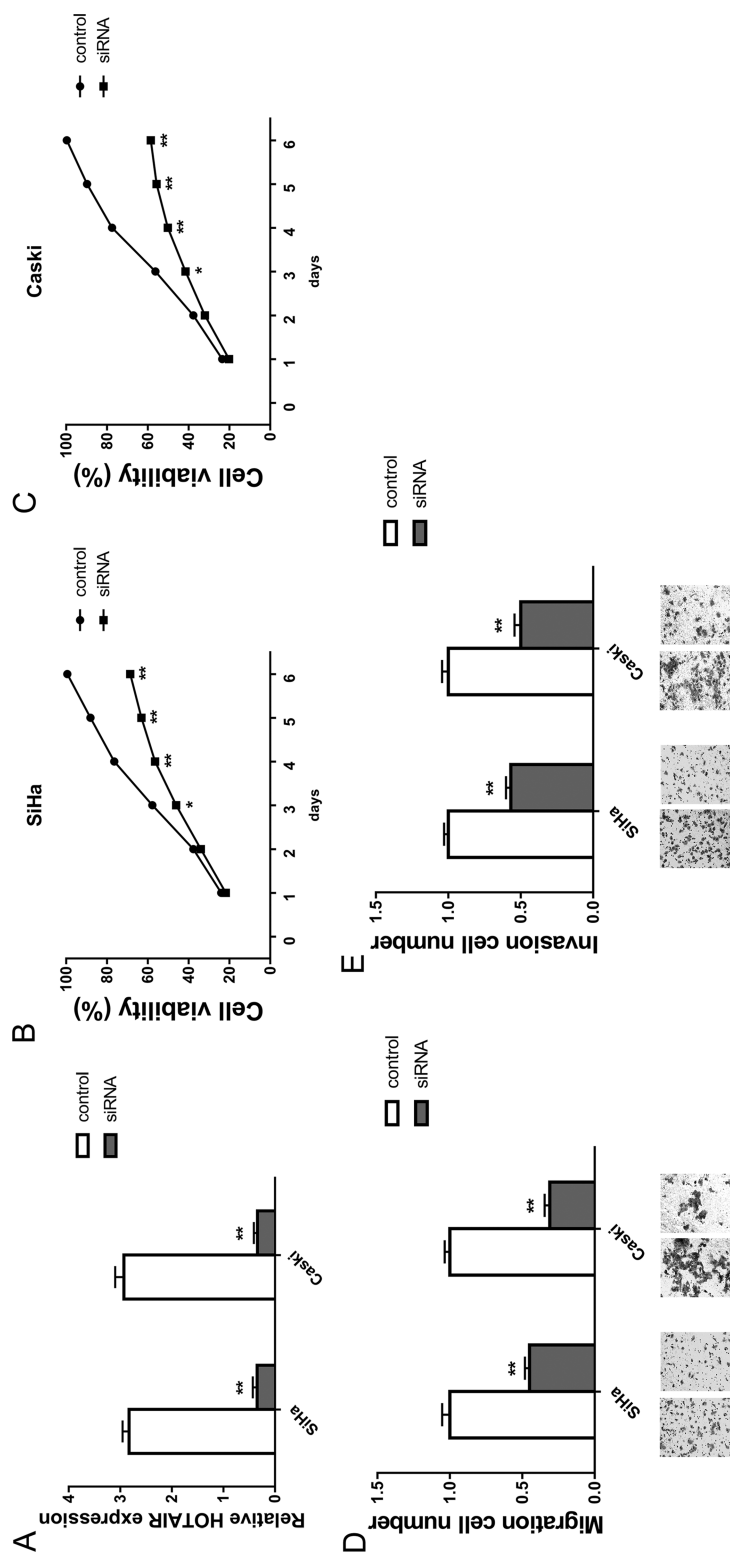 A
Relative HOTAIR expression
4
3
2
1
0
**
**
SiHa
Caski
control
siRNA
B
SiHa
Cell viability (%)
100
80
60
40
20
0
*
**
**
**
0 1 2 3 4 5 6
days
control
siRNA
C
Caski
Cell viability (%)
100
80
60
40
20
0
*
**
**
**
0 1 2 3 4 5 6
days
control
siRNA
D
Migration cell number
1.5
1.0
0.5
0.0
**
**
SiHa
Caski
control
siRNA
E
Invasion cell number
1.5
1.0
0.5
0.0
**
**
SiHa
Caski
control
siRNA